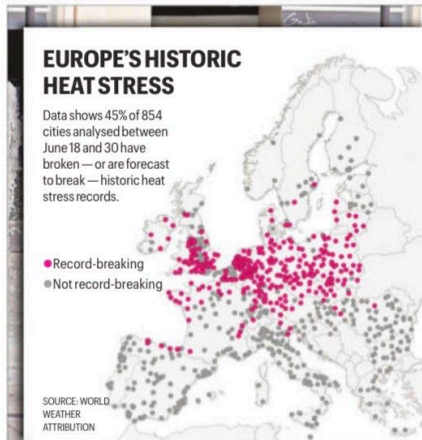 EUROPE'S HISTORIC
HEAT STRESS
Data shows 45% of 854
cities analysed between
June 18 and 30 have
broken — or are forecast
to break — historic heat
stress records.
Record-breaking
Not record-breaking
SOURCE: WORLD
WEATHER
ATTRIBUTION